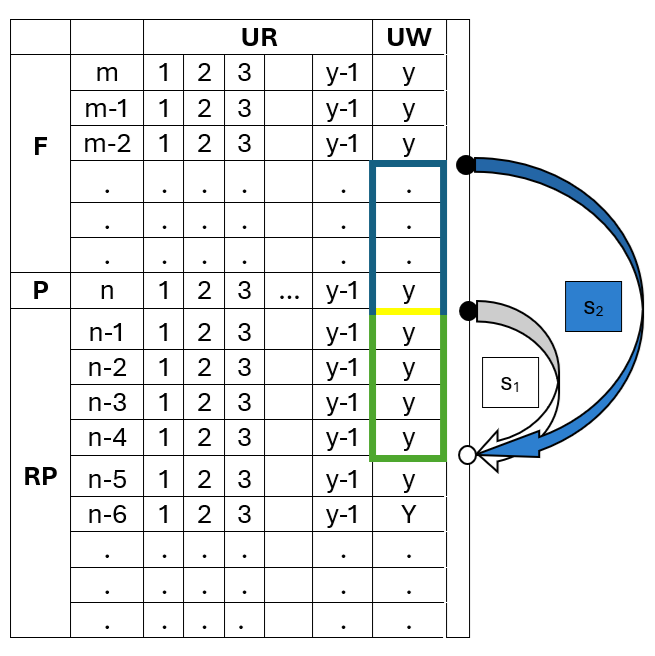 UR UW
m 1 2 3 y-1 y
m-1 1 2 3 y-1 y
F m-2 1 2 3 y-1 y
. . . . . .
. . . . . .
. . . . . .
P n 1 2 3 ... y-1 y
n-1 1 2 3 y-1 y
n-2 1 2 3 y-1 y
n-3 1 2 3 y-1 y
n-4 1 2 3 y-1 y
RP n-5 1 2 3 y-1 y
n-6 1 2 3 y-1 Y
. . . . . .
. . . . . .
. . . . . .
s₂
s₁